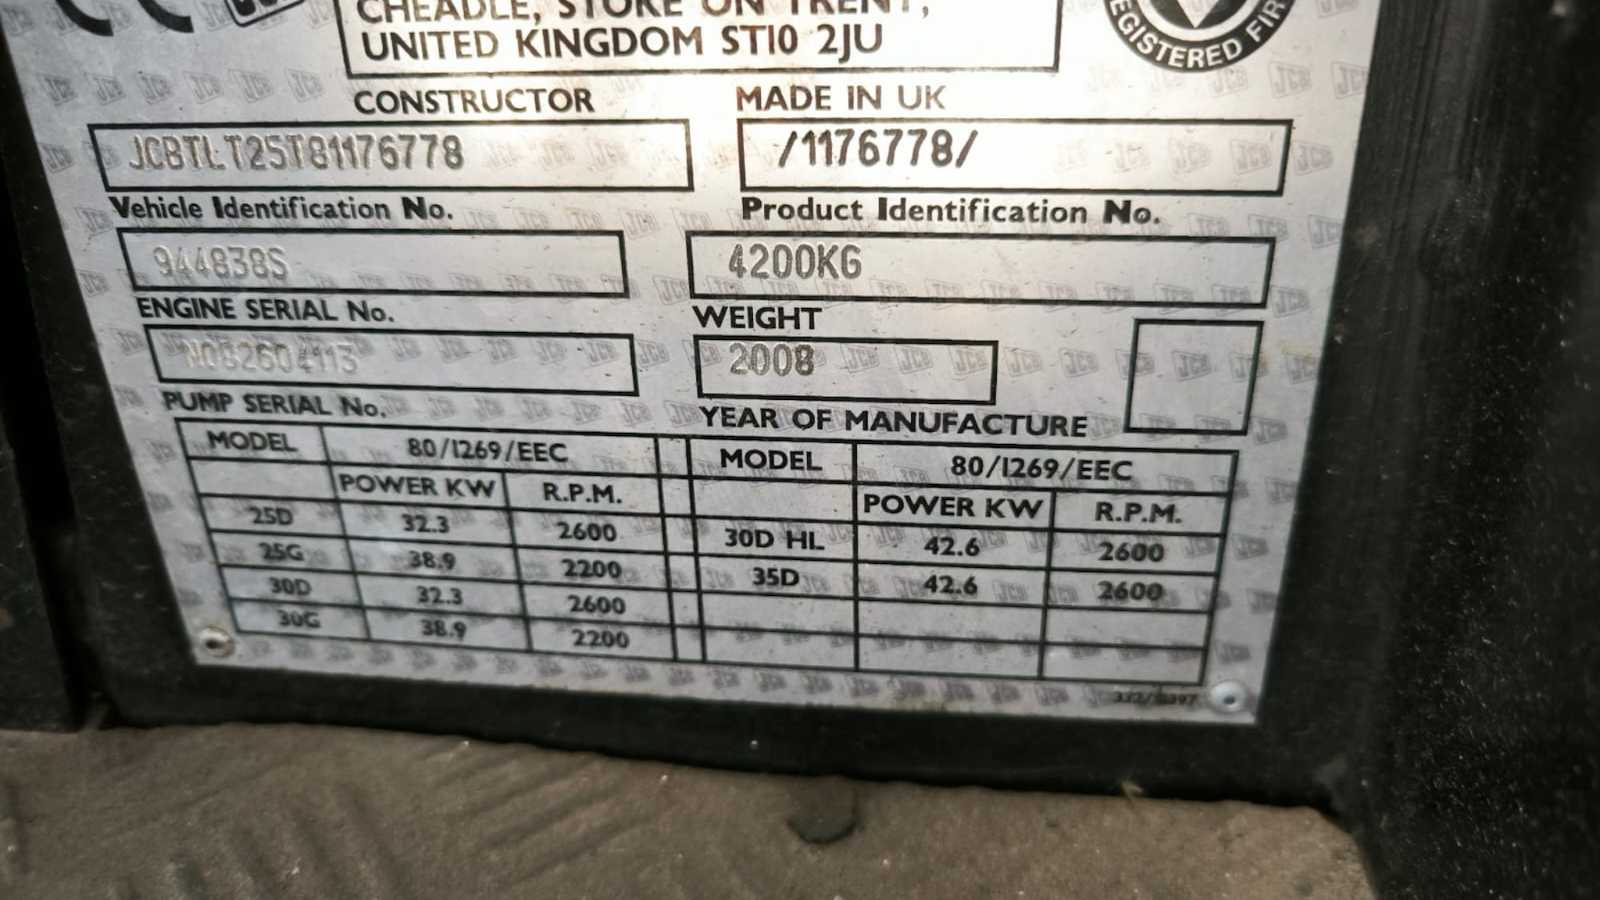 CHEADLE, STOKE ON TRENT,
UNITED KINGDOM ST10 2JU
REGISTERED FIR
CONSTRUCTOR MADE IN UK
JCBTLT25T81176778 /1176778/
Vehicle Identification No. Product Identification No.
944838S 4200KG
ENGINE SERIAL No. WEIGHT
N082604113 2008
PUMP SERIAL No. YEAR OF MANUFACTURE
MODEL 80/1269/EEC MODEL 80/1269/EEC
POWER KW R.P.M. POWER KW R.P.M.
25D 32.3 2600 30D HL 42.6 2600
25G 38.9 2200 35D 42.6 2600
30D 32.3 2600
30G 38.9 2200